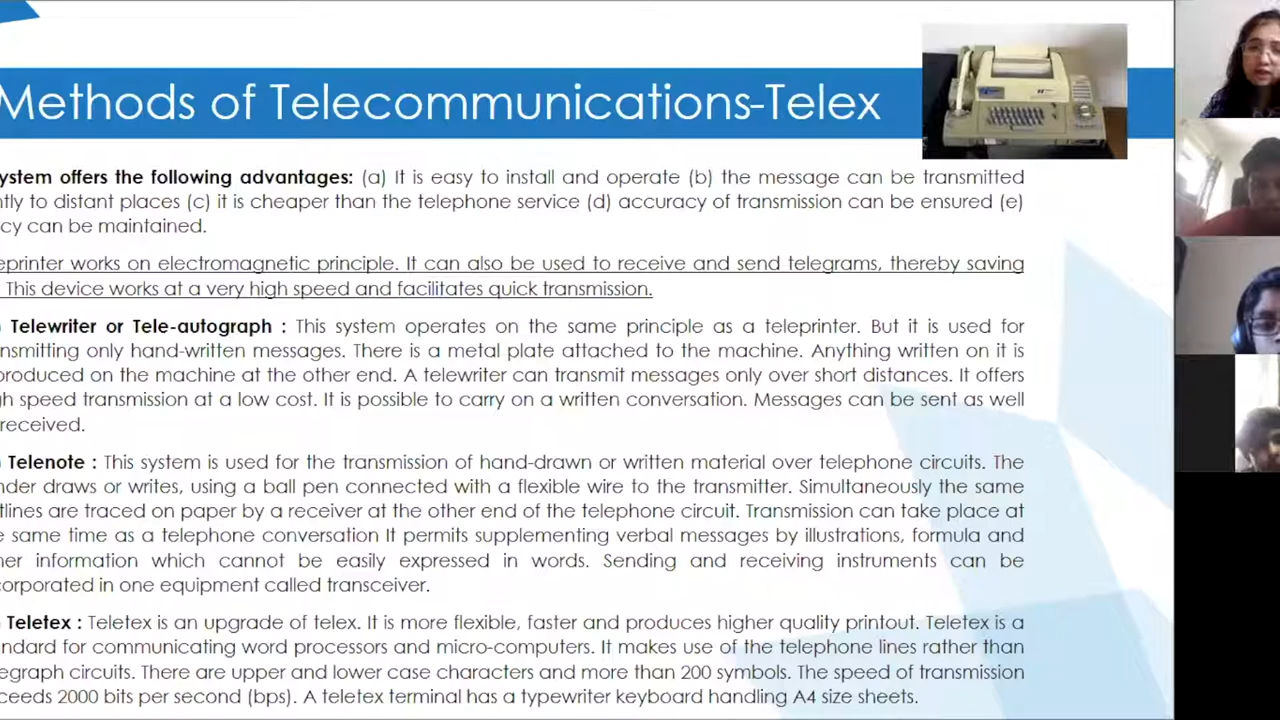 Methods of Telecommunications-Telex
ystem offers the following advantages: (a) It is easy to install and operate (b) the message can be transmitted
ntly to distant places (c) it is cheaper than the telephone service (d) accuracy of transmission can be ensured (e)
cy can be maintained.
eprinter works on electromagnetic principle. It can also be used to receive and send telegrams, thereby saving
. This device works at a very high speed and facilitates quick transmission.
) Telewriter or Tele-autograph : This system operates on the same principle as a teleprinter. But it is used for
nsmitting only hand-written messages. There is a metal plate attached to the machine. Anything written on it is
produced on the machine at the other end. A telewriter can transmit messages only over short distances. It offers
gh speed transmission at a low cost. It is possible to carry on a written conversation. Messages can be sent as well
received.
) Telenote : This system is used for the transmission of hand-drawn or written material over telephone circuits. The
nder draws or writes, using a ball pen connected with a flexible wire to the transmitter. Simultaneously the same
tlines are traced on paper by a receiver at the other end of the telephone circuit. Transmission can take place at
e same time as a telephone conversation It permits supplementing verbal messages by illustrations, formula and
her information which cannot be easily expressed in words. Sending and receiving instruments can be
corporated in one equipment called transceiver.
) Teletex : Teletex is an upgrade of telex. It is more flexible, faster and produces higher quality printout. Teletex is a
andard for communicating word processors and micro-computers. It makes use of the telephone lines rather than
egraph circuits. There are upper and lower case characters and more than 200 symbols. The speed of transmission
ceeds 2000 bits per second (bps). A teletex terminal has a typewriter keyboard handling A4 size sheets.